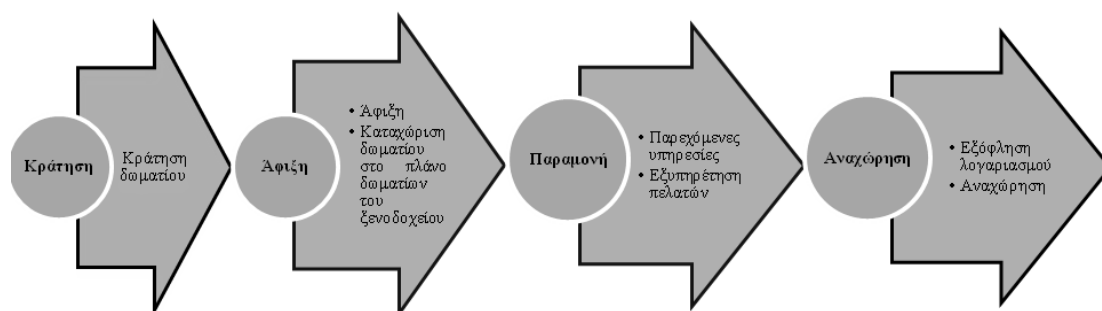 Κράτηση
Κράτηση
δωματίου
Άφιξη
• Άφιξη
• Καταχώριση
δωματίου
στο πλάνο
δωματίων
του
ξενοδοχείου
Παραμονή
• Παρεχόμενες
υπηρεσίες
• Εξυπηρέτηση
πελατών
Αναχώρηση
• Εξόφληση
λογαριασμού
• Αναχώρηση